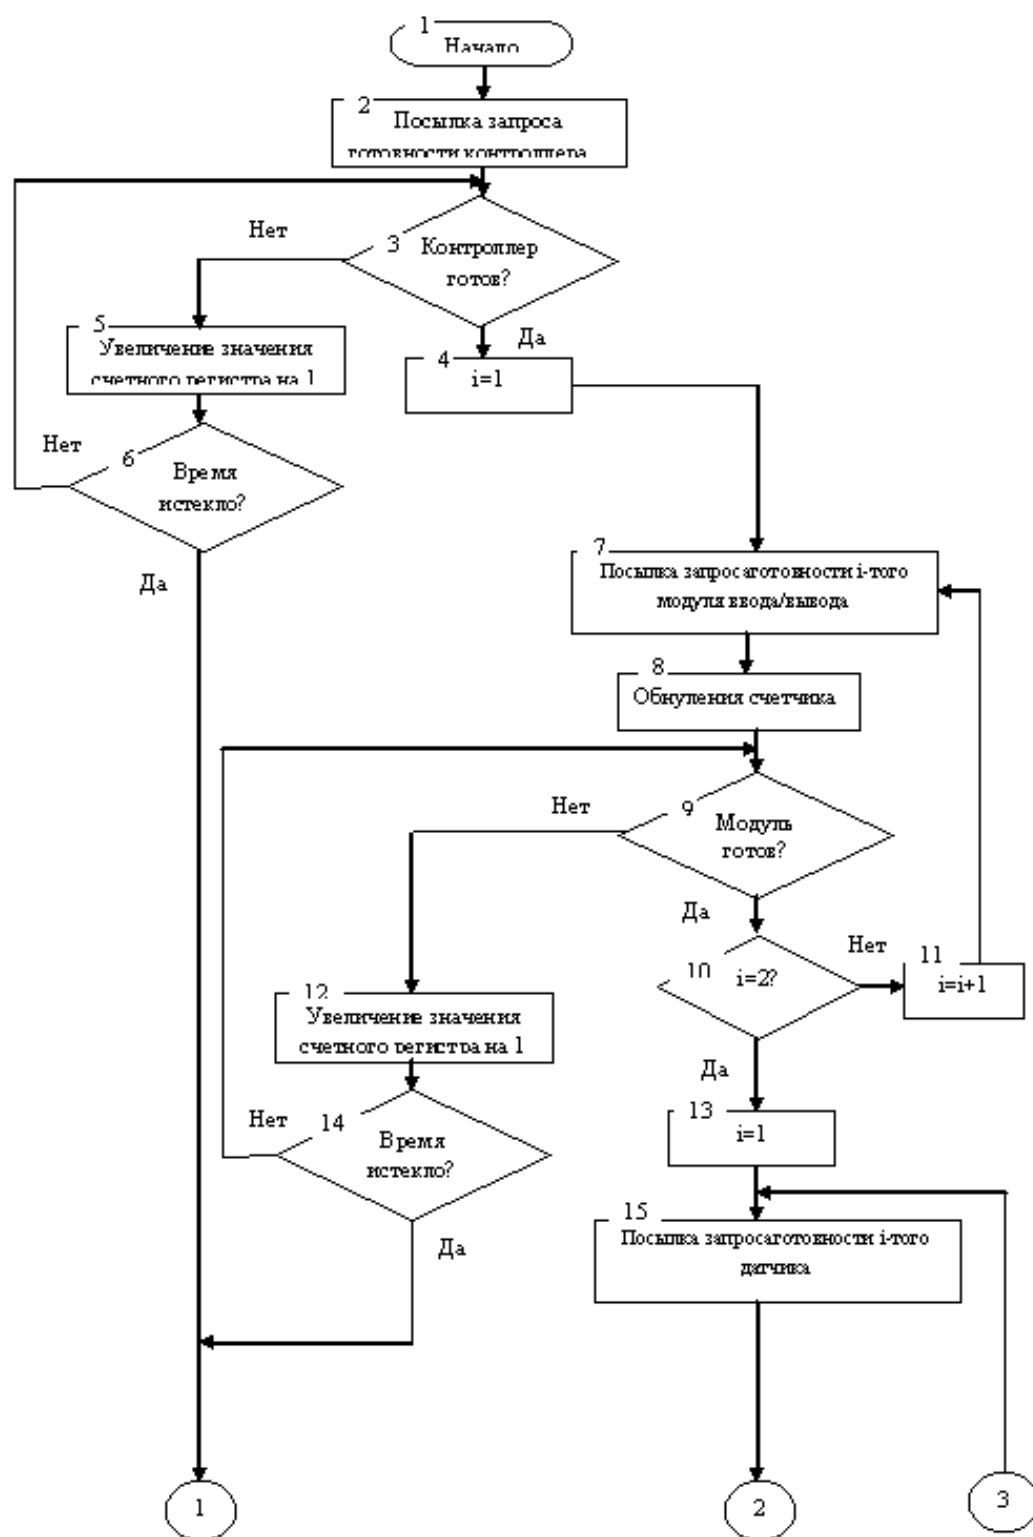 1
Начало
2
Посылка запроса
готовности контроллера
Нет
3
Контроллер
готов?
5
Увеличение значения
счетного регистра на 1
Да
4
i=1
Нет
6
Время
истекло?
Да
7
Посылка запросаготовности i-того
модуля ввода/вывода
8
Обнуления счетчика
Нет
9
Модуль
готов?
Да
10
i=2?
Нет
11
i=i+1
12
Увеличение значения
счетного регистра на 1
Да
13
i=1
Нет
14
Время
истекло?
Да
15
Посылка запросаготовности i-того
датчика
1
2
3